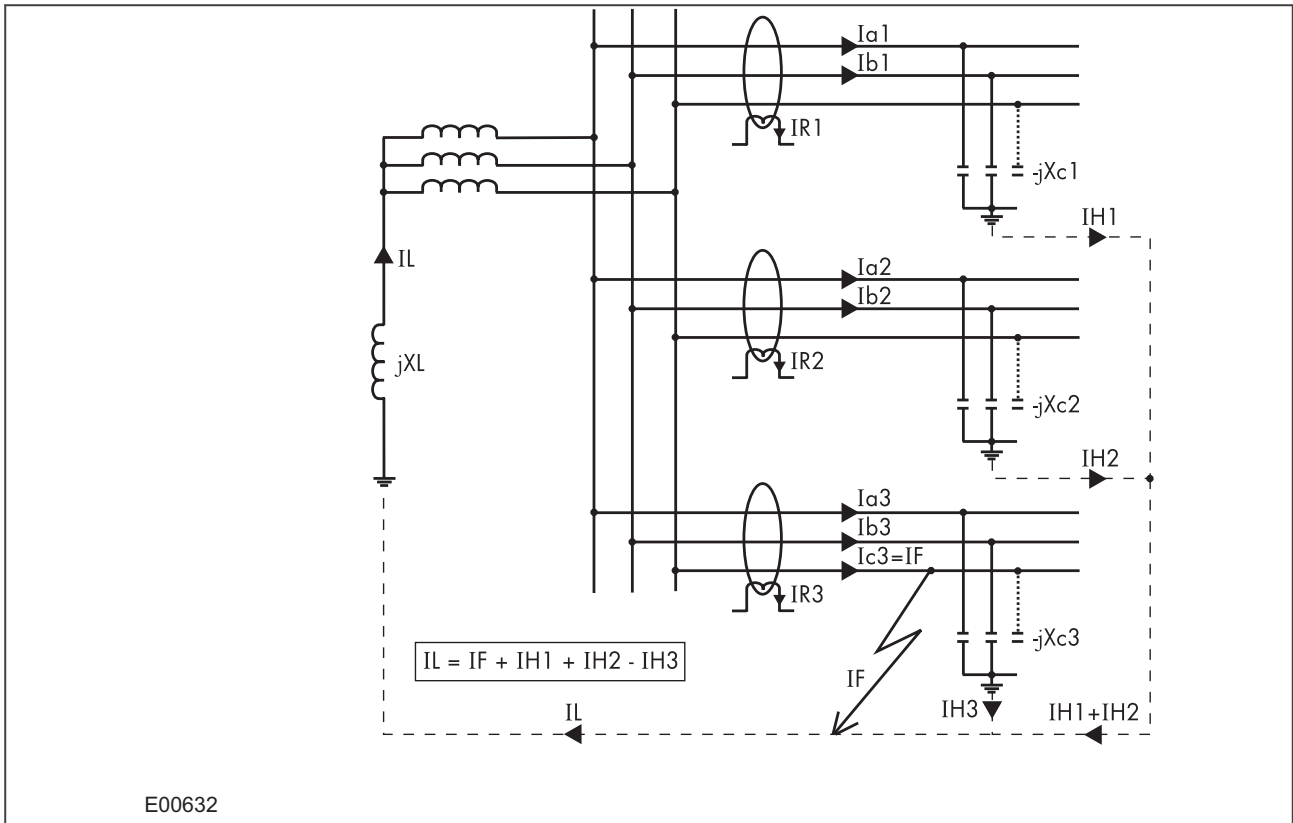 Ia1
Ib1
IR1
-jXc1
IH1
IL
Ia2
Ib2
jXL
IR2
-jXc2
IH2
Ia3
Ib3
Ic3=IF
IR3
-jXc3
IL = IF + IH1 + IH2 - IH3
IF
IH3
IH1+IH2
IL
E00632